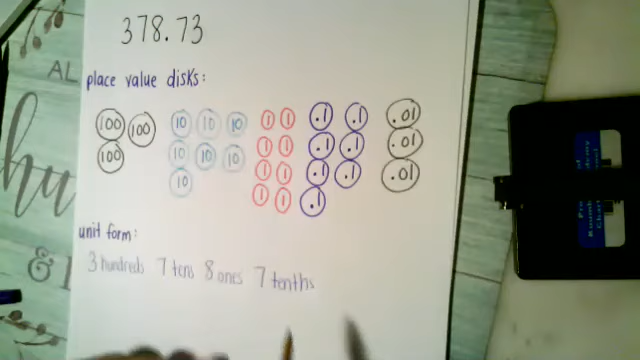 378.73
AL
place value disks:
100 100 10 10 10 1 1 .1 .1 .01
hu
100 10 10 10 1 1 .1 .1 .01
10 1 1 .1 .1 .01
1 1 .1
unit form:
&
3 hundreds 7 tens 8 ones 7 tenths